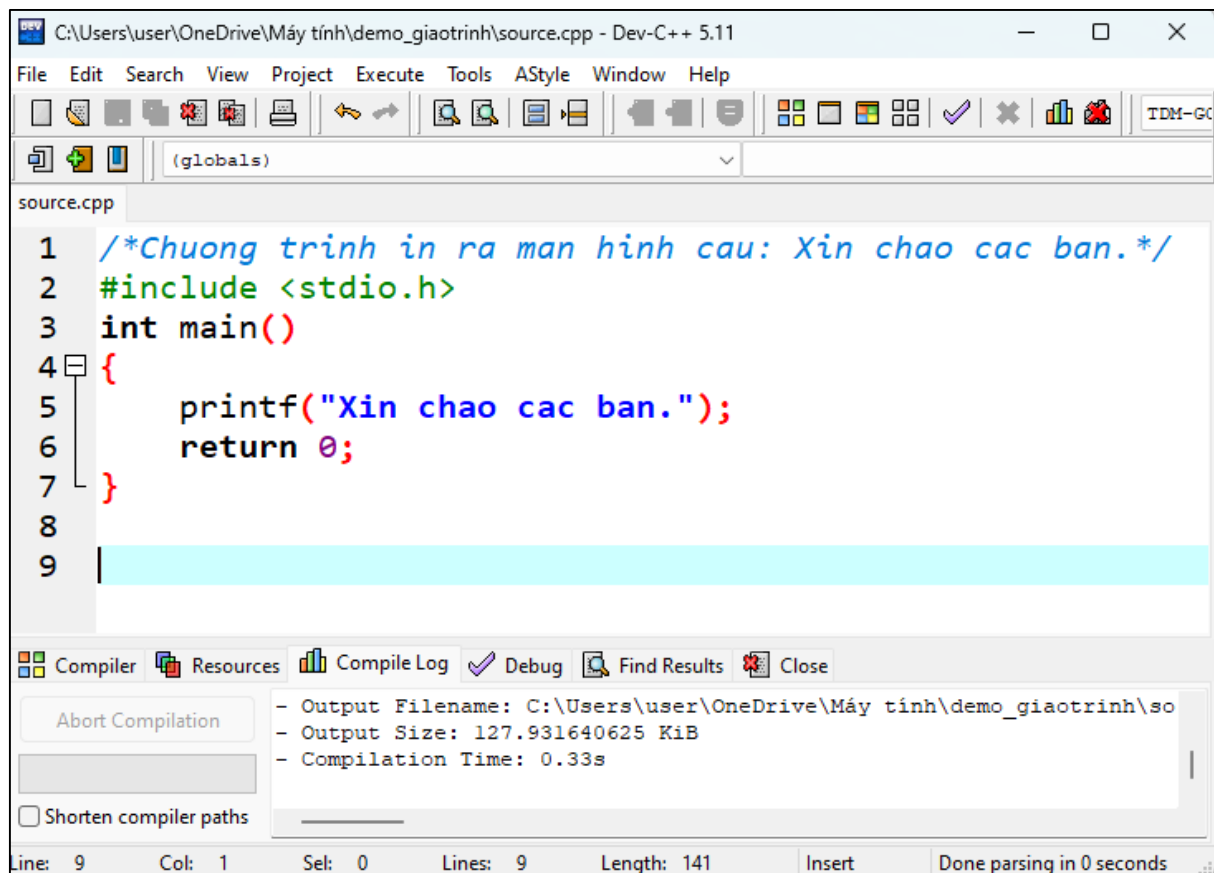 C:\Users\user\OneDrive\Máy tính\demo_giaotrinh\source.cpp - Dev-C++ 5.11
File Edit Search View Project Execute Tools AStyle Window Help
TDM-GC
(globals)
source.cpp
1 /*Chuong trinh in ra man hinh cau: Xin chao cac ban.*/
2 #include <stdio.h>
3 int main()
4 {
5 printf("Xin chao cac ban.");
6 return 0;
7 }
8
9
Compiler Resources Compile Log Debug Find Results Close
Abort Compilation
- Output Filename: C:\Users\user\OneDrive\Máy tính\demo_giaotrinh\so
- Output Size: 127.931640625 KiB
- Compilation Time: 0.33s
Shorten compiler paths
Line: 9 Col: 1 Sel: 0 Lines: 9 Length: 141 Insert Done parsing in 0 seconds